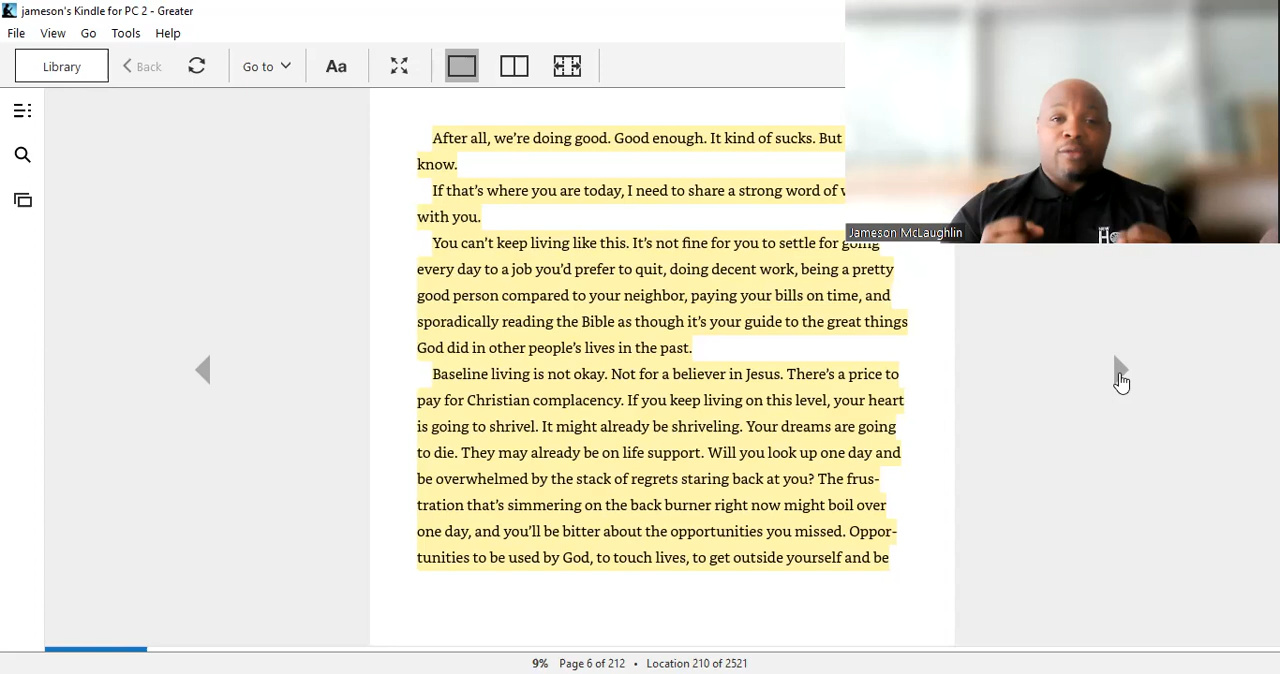 jameson's Kindle for PC 2 - Greater
File View Go Tools Help
Library Back Go to Aa
After all, we're doing good. Good enough. It kind of sucks. But
know.
If that's where you are today, I need to share a strong word of
with you.
You can't keep living like this. It's not fine for you to settle for going
every day to a job you'd prefer to quit, doing decent work, being a pretty
good person compared to your neighbor, paying your bills on time, and
sporadically reading the Bible as though it's your guide to the great things
God did in other people's lives in the past.
Baseline living is not okay. Not for a believer in Jesus. There's a price to
pay for Christian complacency. If you keep living on this level, your heart
is going to shrivel. It might already be shriveling. Your dreams are going
to die. They may already be on life support. Will you look up one day and
be overwhelmed by the stack of regrets staring back at you? The frus-
tration that's simmering on the back burner right now might boil over
one day, and you'll be bitter about the opportunities you missed. Oppor-
tunities to be used by God, to touch lives, to get outside yourself and be
Jameson McLaughlin
9% Page 6 of 212 • Location 210 of 2521